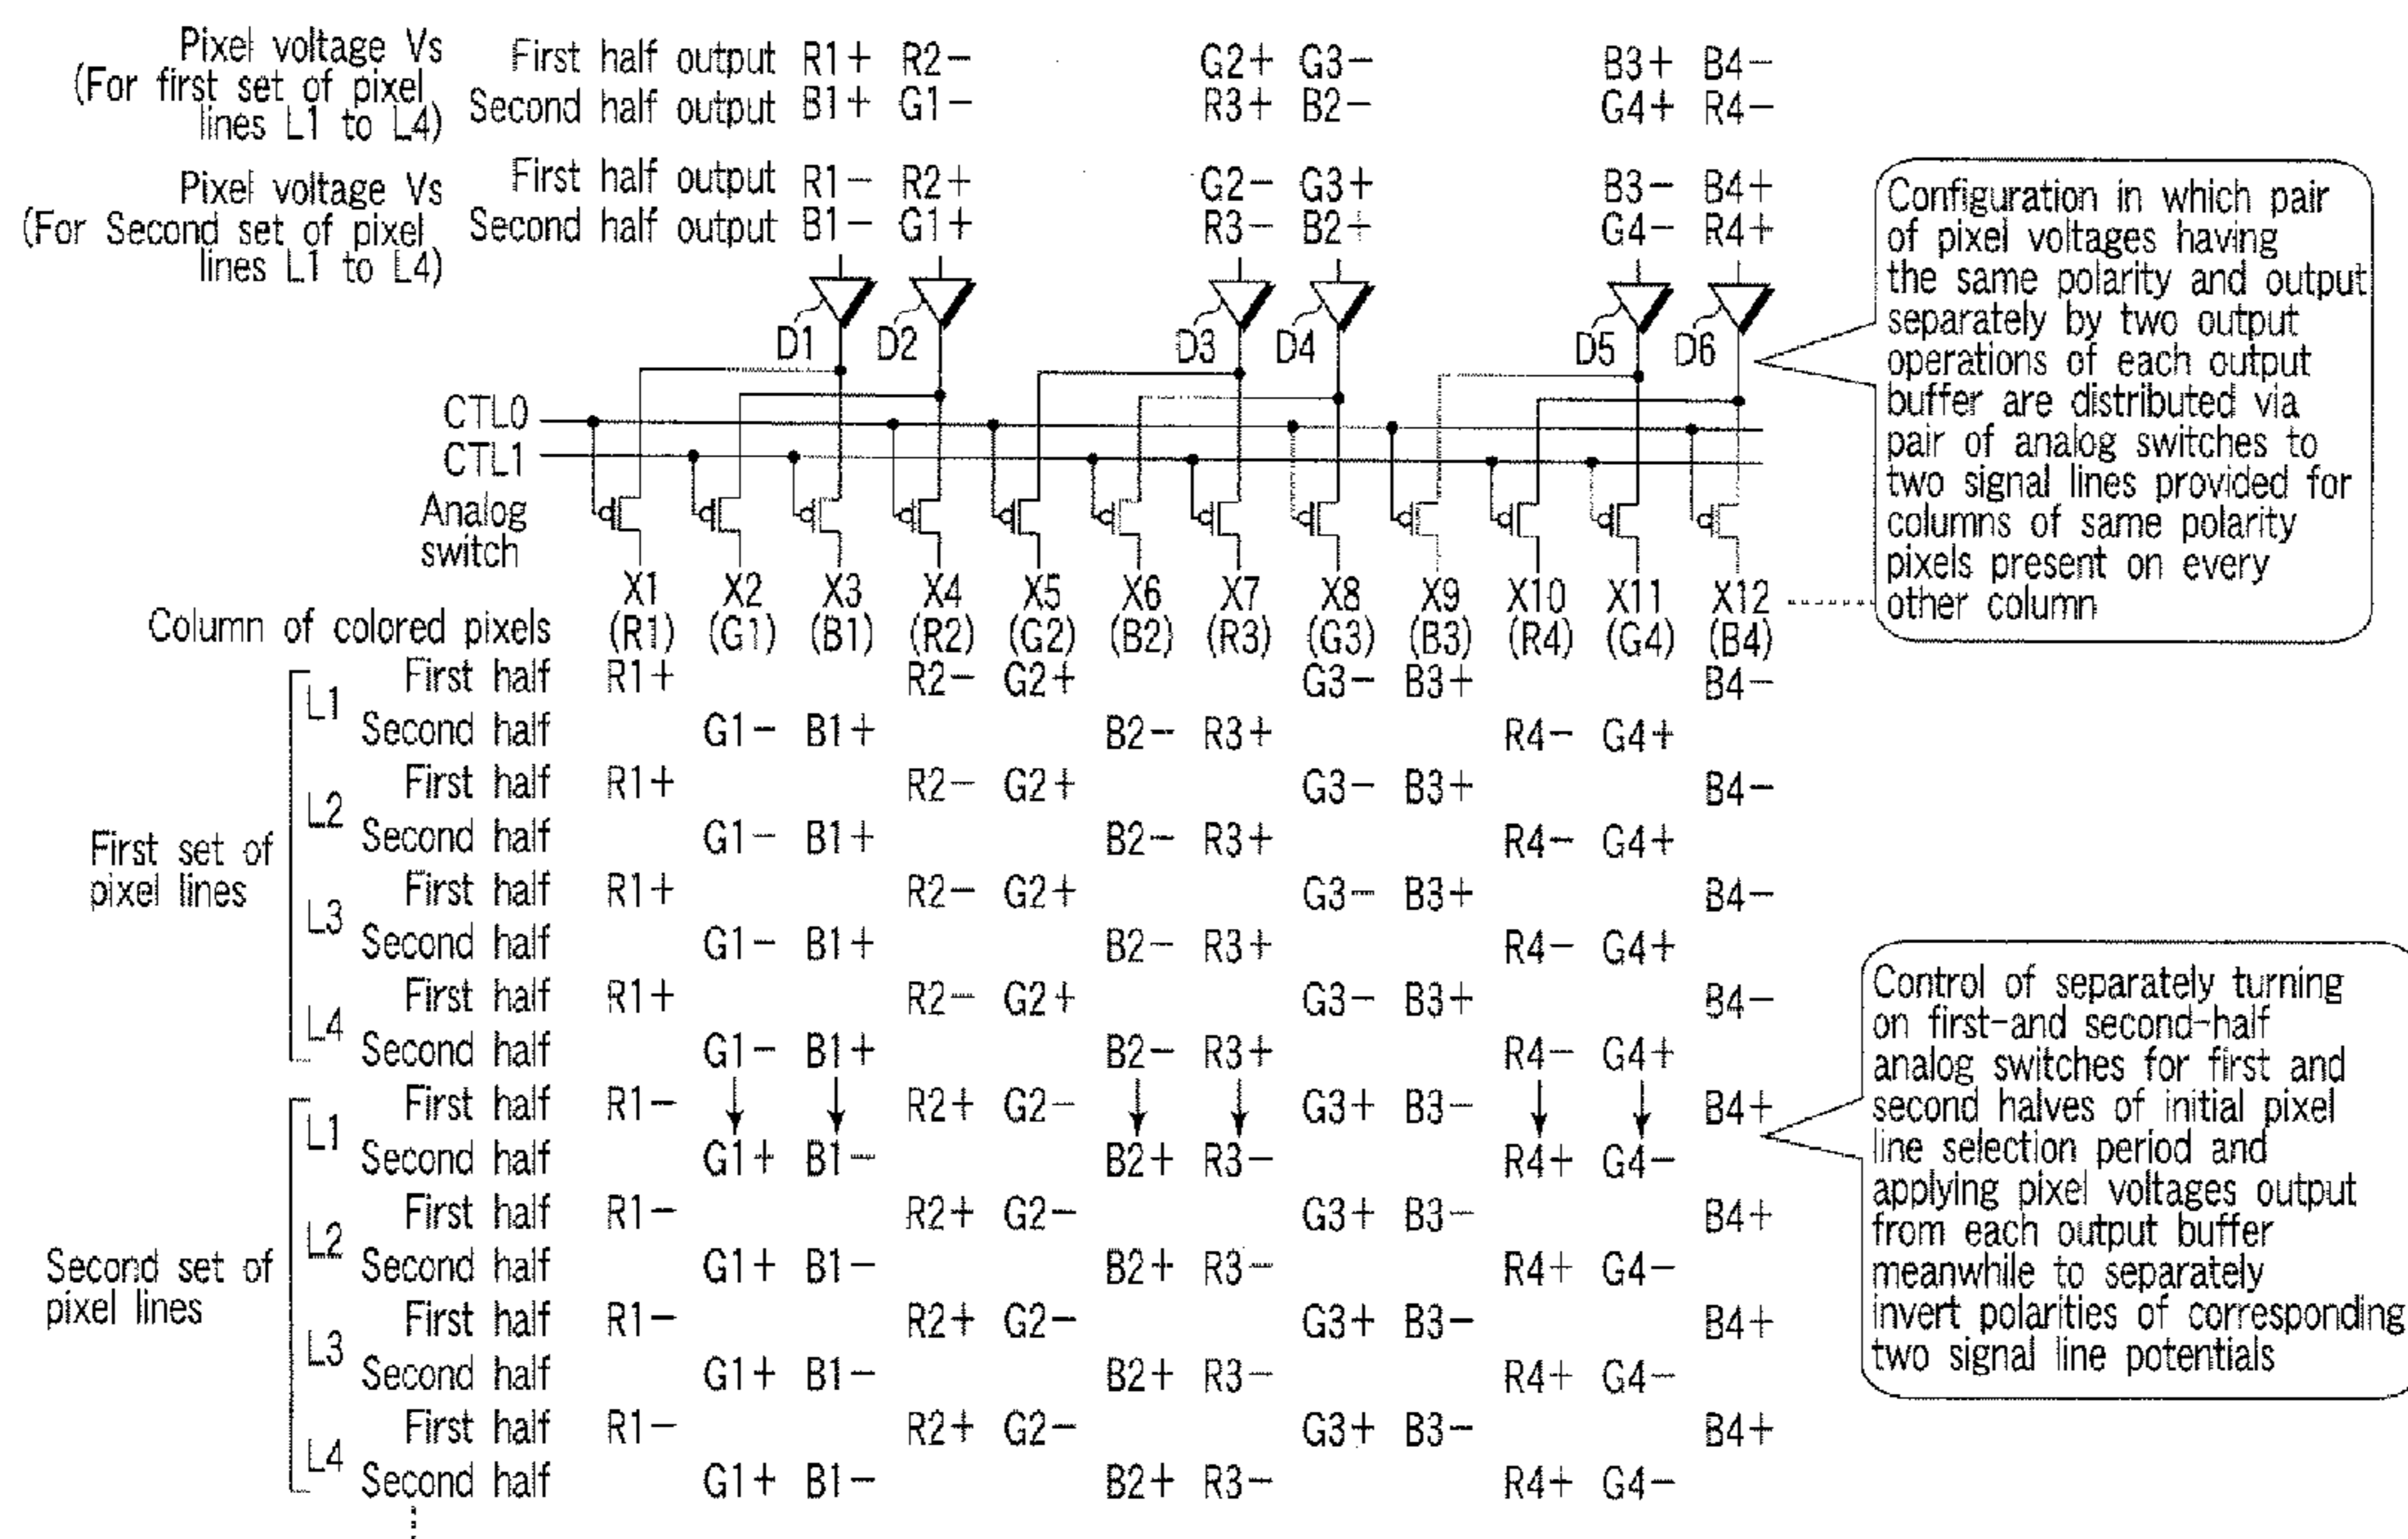 Pixel voltage Vs
(For first set of pixel
lines L1 to L4)
First half output R1+ R2- G2+ G3- B3+ B4-
Second half output B1+ G1- R3+ B2- G4+ R4-
Pixel voltage Vs
(For Second set of pixel
lines L1 to L4)
First half output R1- R2+ G2- G3+ B3- B4+
Second half output B1- G1+ R3- B2+ G4- R4+
D1 D2 D3 D4 D5 D6
CTL0
CTL1
Analog
switch
X1 X2 X3 X4 X5 X6 X7 X8 X9 X10 X11 X12
Column of colored pixels (R1) (G1) (B1) (R2) (G2) (B2) (R3) (G3) (B3) (R4) (G4) (B4)
Configuration in which pair
of pixel voltages having
the same polarity and output
separately by two output
operations of each output
buffer are distributed via
pair of analog switches to
two signal lines provided for
columns of same polarity
pixels present on every
other column
First set of
pixel lines
L1
First half R1+ R2- G2+ G3- B3+ B4-
Second half G1- B1+ B2- R3+ R4- G4+
L2
First half R1+ R2- G2+ G3- B3+ B4-
Second half G1- B1+ B2- R3+ R4- G4+
L3
First half R1+ R2- G2+ G3- B3+ B4-
Second half G1- B1+ B2- R3+ R4- G4+
L4
First half R1+ R2- G2+ G3- B3+ B4-
Second half G1- B1+ B2- R3+ R4- G4+
Second set of
pixel lines
L1
First half R1- R2+ G2- G3+ B3- B4+
Second half G1+ B1- B2+ R3- R4+ G4-
L2
First half R1- R2+ G2- G3+ B3- B4+
Second half G1+ B1- B2+ R3- R4+ G4-
L3
First half R1- R2+ G2- G3+ B3- B4+
Second half G1+ B1- B2+ R3- R4+ G4-
L4
First half R1- R2+ G2- G3+ B3- B4+
Second half G1+ B1- B2+ R3- R4+ G4-
Control of separately turning
on first-and second-half
analog switches for first and
second halves of initial pixel
line selection period and
applying pixel voltages output
from each output buffer
meanwhile to separately
invert polarities of corresponding
two signal line potentials